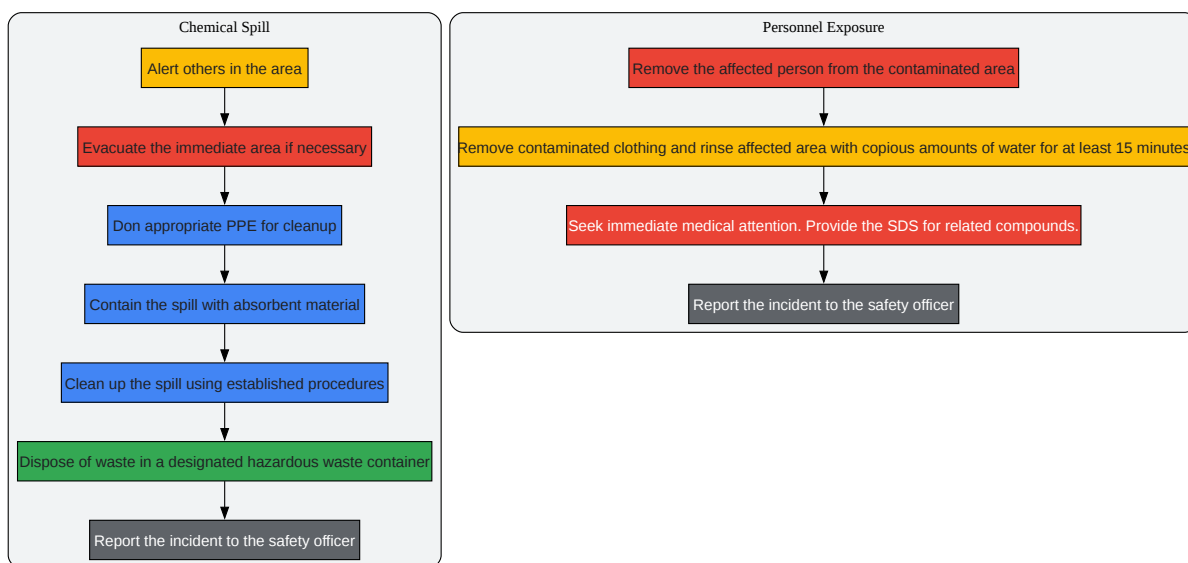 Chemical Spill
Alert others in the area
Evacuate the immediate area if necessary
Don appropriate PPE for cleanup
Contain the spill with absorbent material
Clean up the spill using established procedures
Dispose of waste in a designated hazardous waste container
Report the incident to the safety officer
Personnel Exposure
Remove the affected person from the contaminated area
Remove contaminated clothing and rinse affected area with copious amounts of water for at least 15 minutes
Seek immediate medical attention. Provide the SDS for related compounds.
Report the incident to the safety officer